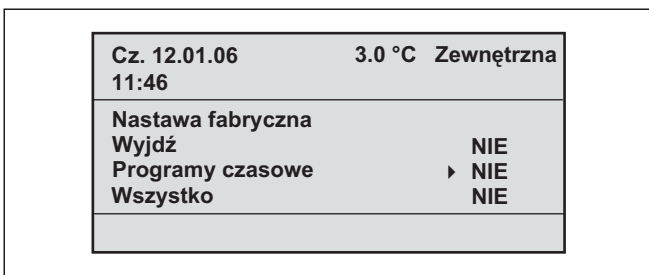 Cz. 12.01.06 3.0 °C Zewnętrzna
11:46
Nastawa fabryczna
Wyjdź NIE
Programy czasowe ▸ NIE
Wszystko NIE